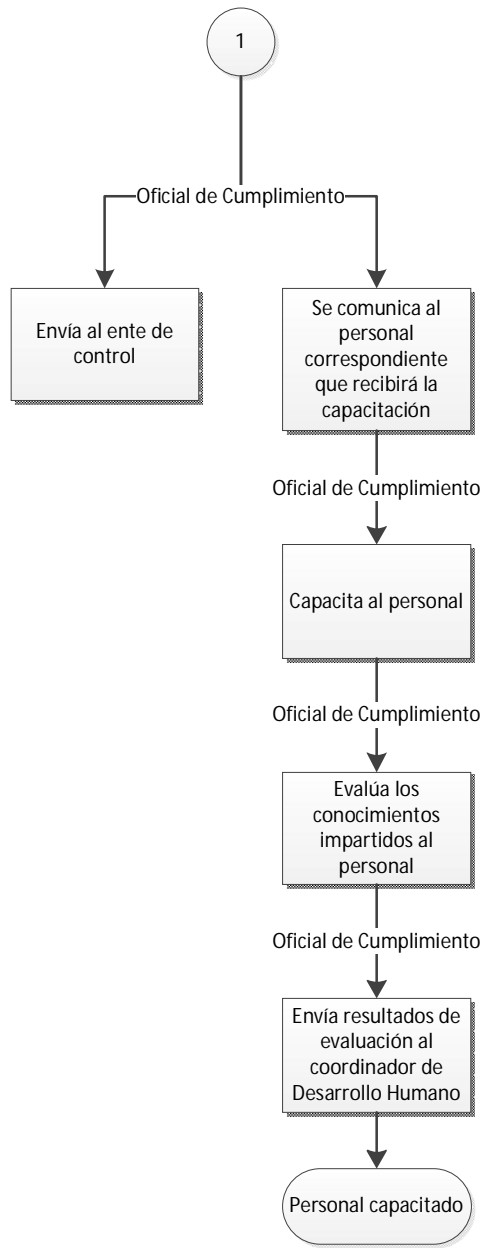 1
Oficial de Cumplimiento
Envía al ente de
control
Se comunica al
personal
correspondiente
que recibirá la
capacitación
Oficial de Cumplimiento
Capacita al personal
Oficial de Cumplimiento
Evalúa los
conocimientos
impartidos al
personal
Oficial de Cumplimiento
Envía resultados de
evaluación al
coordinador de
Desarrollo Humano
Personal capacitado